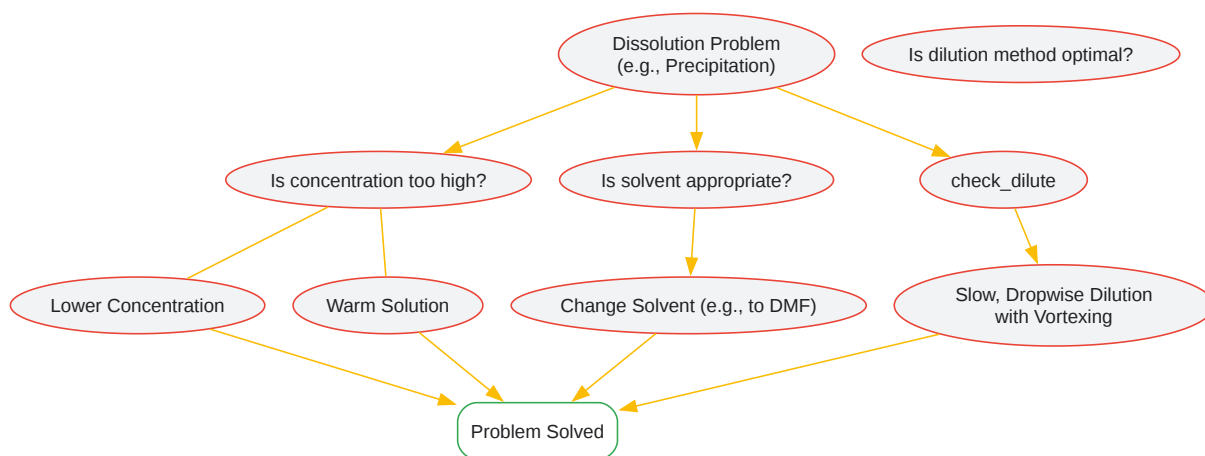 Dissolution Problem
(e.g., Precipitation)
Is dilution method optimal?
Is concentration too high?
Is solvent appropriate?
check_dilute
Lower Concentration
Warm Solution
Change Solvent (e.g., to DMF)
Slow, Dropwise Dilution
with Vortexing
Problem Solved